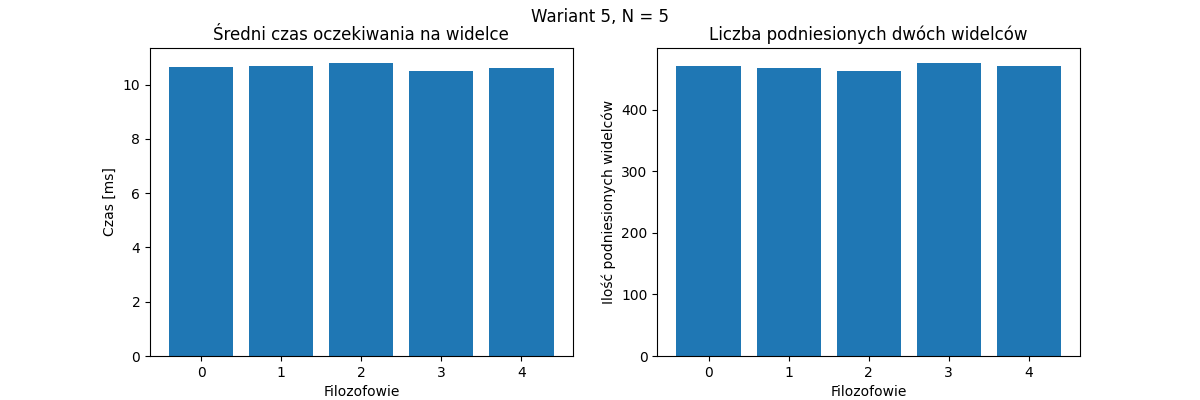 Wariant 5, N = 5
Średni czas oczekiwania na widelce
Czas [ms]
10
8
6
4
2
0
0 1 2 3 4
Filozofowie
Liczba podniesionych dwóch widelców
Ilość podniesionych widelców
400
300
200
100
0
0 1 2 3 4
Filozofowie